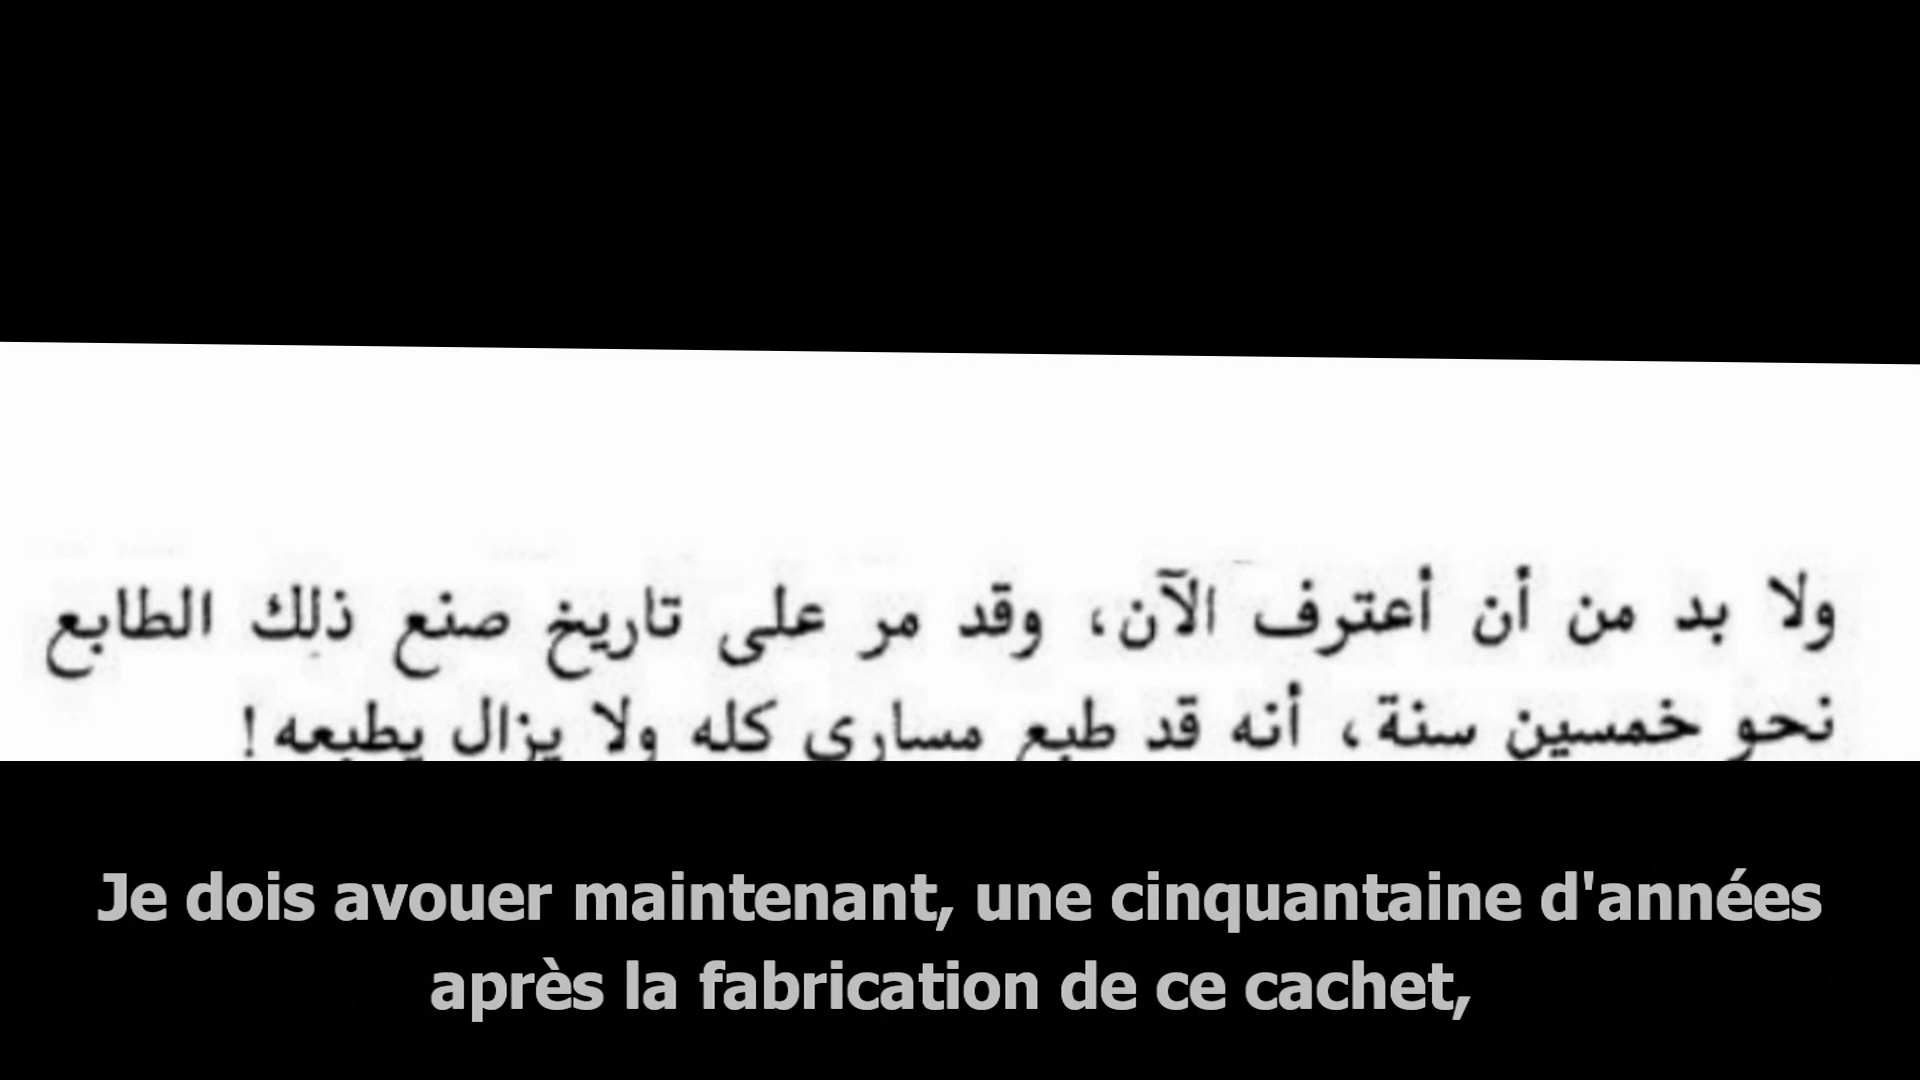 ولا بد من أن أعترف الآن، وقد مر على تاريخ صنع ذلك الطابع
نحو خمسين سنة، أنه قد طبع مساري كله ولا يزال يطبعه!
Je dois avouer maintenant, une cinquantaine d'années
après la fabrication de ce cachet,